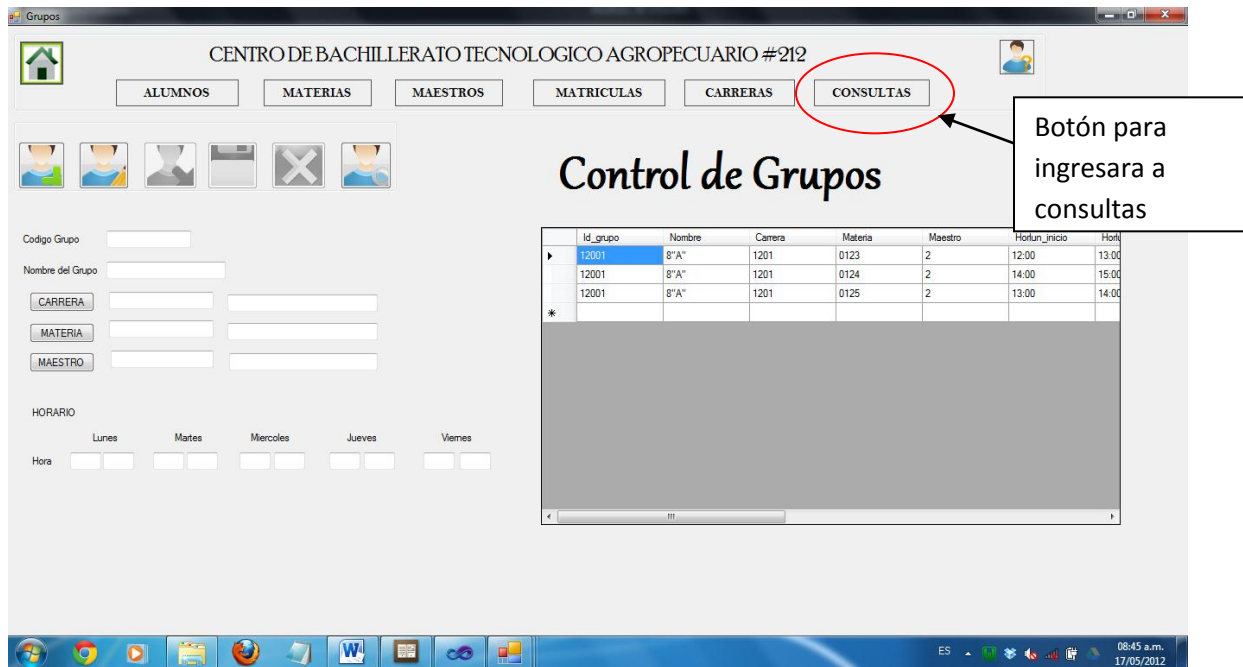 Grupos
CENTRO DE BACHILLERATO TECNOLOGICO AGROPECUARIO #212
ALUMNOS MATERIAS MAESTROS MATRICULAS CARRERAS CONSULTAS
Botón para
ingresara a
consultas
Control de Grupos
Codigo Grupo
Nombre del Grupo
CARRERA
MATERIA
MAESTRO
HORARIO
Lunes Martes Miercoles Jueves Viernes
Hora
Id_grupo Nombre Carrera Materia Maestro Horlun_inicio Horlu
12001 8"A" 1201 0123 2 12:00 13:00
12001 8"A" 1201 0124 2 14:00 15:00
12001 8"A" 1201 0125 2 13:00 14:00
ES 08:45 a.m.
17/05/2012